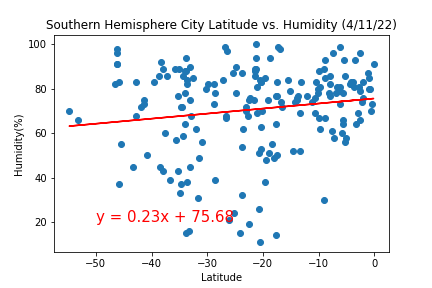 Southern Hemisphere City Latitude vs. Humidity (4/11/22)
100
80
60
40
20
Humidity(%)
y = 0.23x + 75.68
−50
−40
−30
−20
−10
0
Latitude